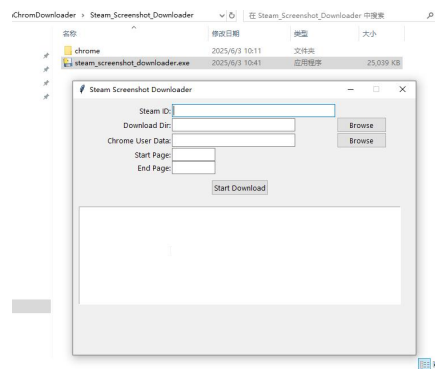 iChromDownloader > Steam_Screenshot_Downloader
在 Steam_Screenshot_Downloader 中搜索
名称 修改日期 类型 大小
chrome 2025/6/3 10:11 文件夹
steam_screenshot_downloader.exe 2025/6/3 10:41 应用程序 25,039 KB
Steam Screenshot Downloader
Steam ID:
Download Dir: Browse
Chrome User Data: Browse
Start Page:
End Page:
Start Download